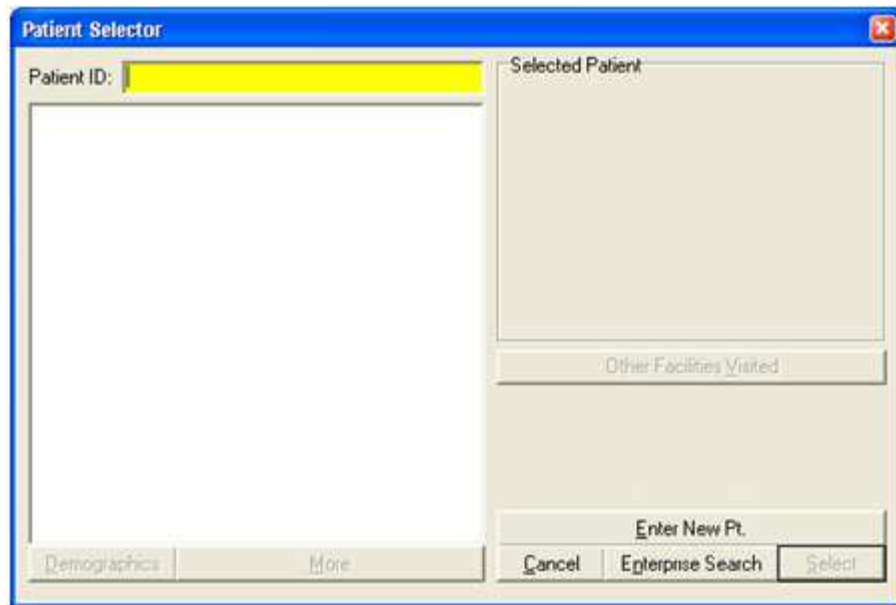 Patient Selector
Patient ID:
Selected Patient
Other Facilities Visited
Enter New Pt.
Demographics More Cancel Enterprise Search Select